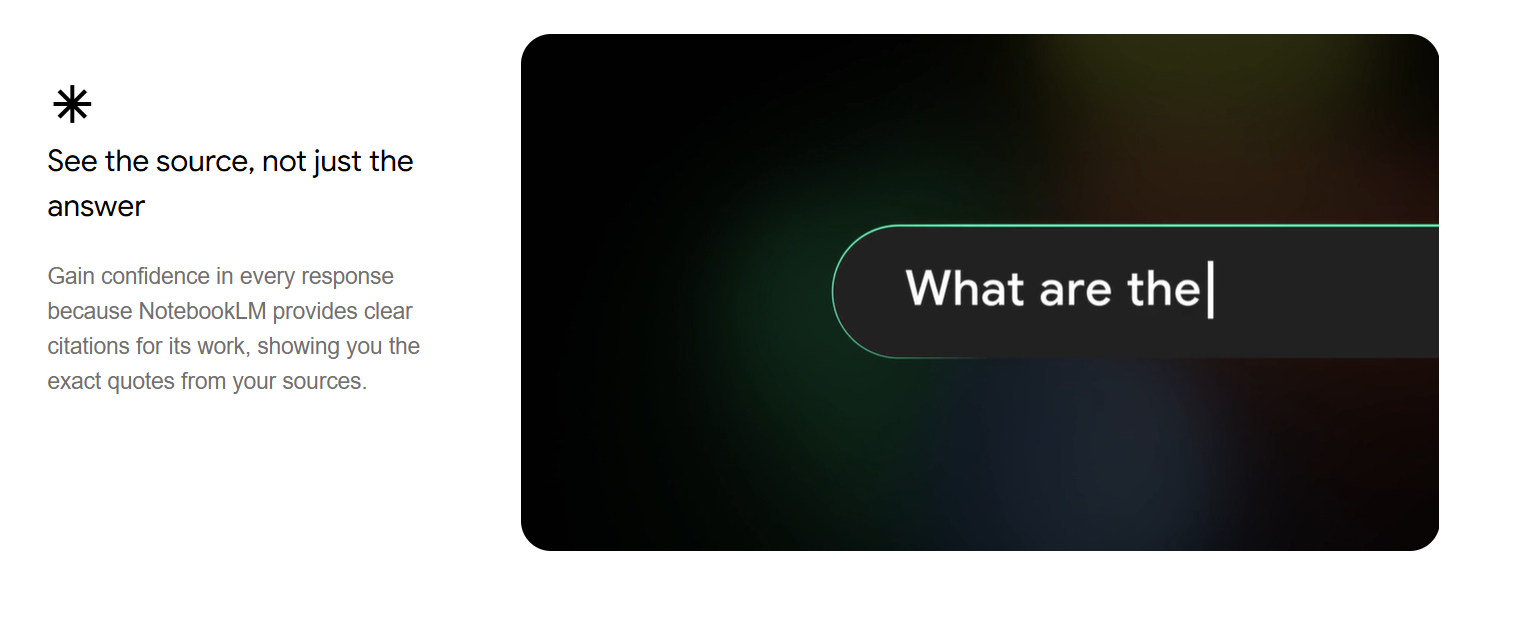 See the source, not just the
answer
Gain confidence in every response
because NotebookLM provides clear
citations for its work, showing you the
exact quotes from your sources.
What are the